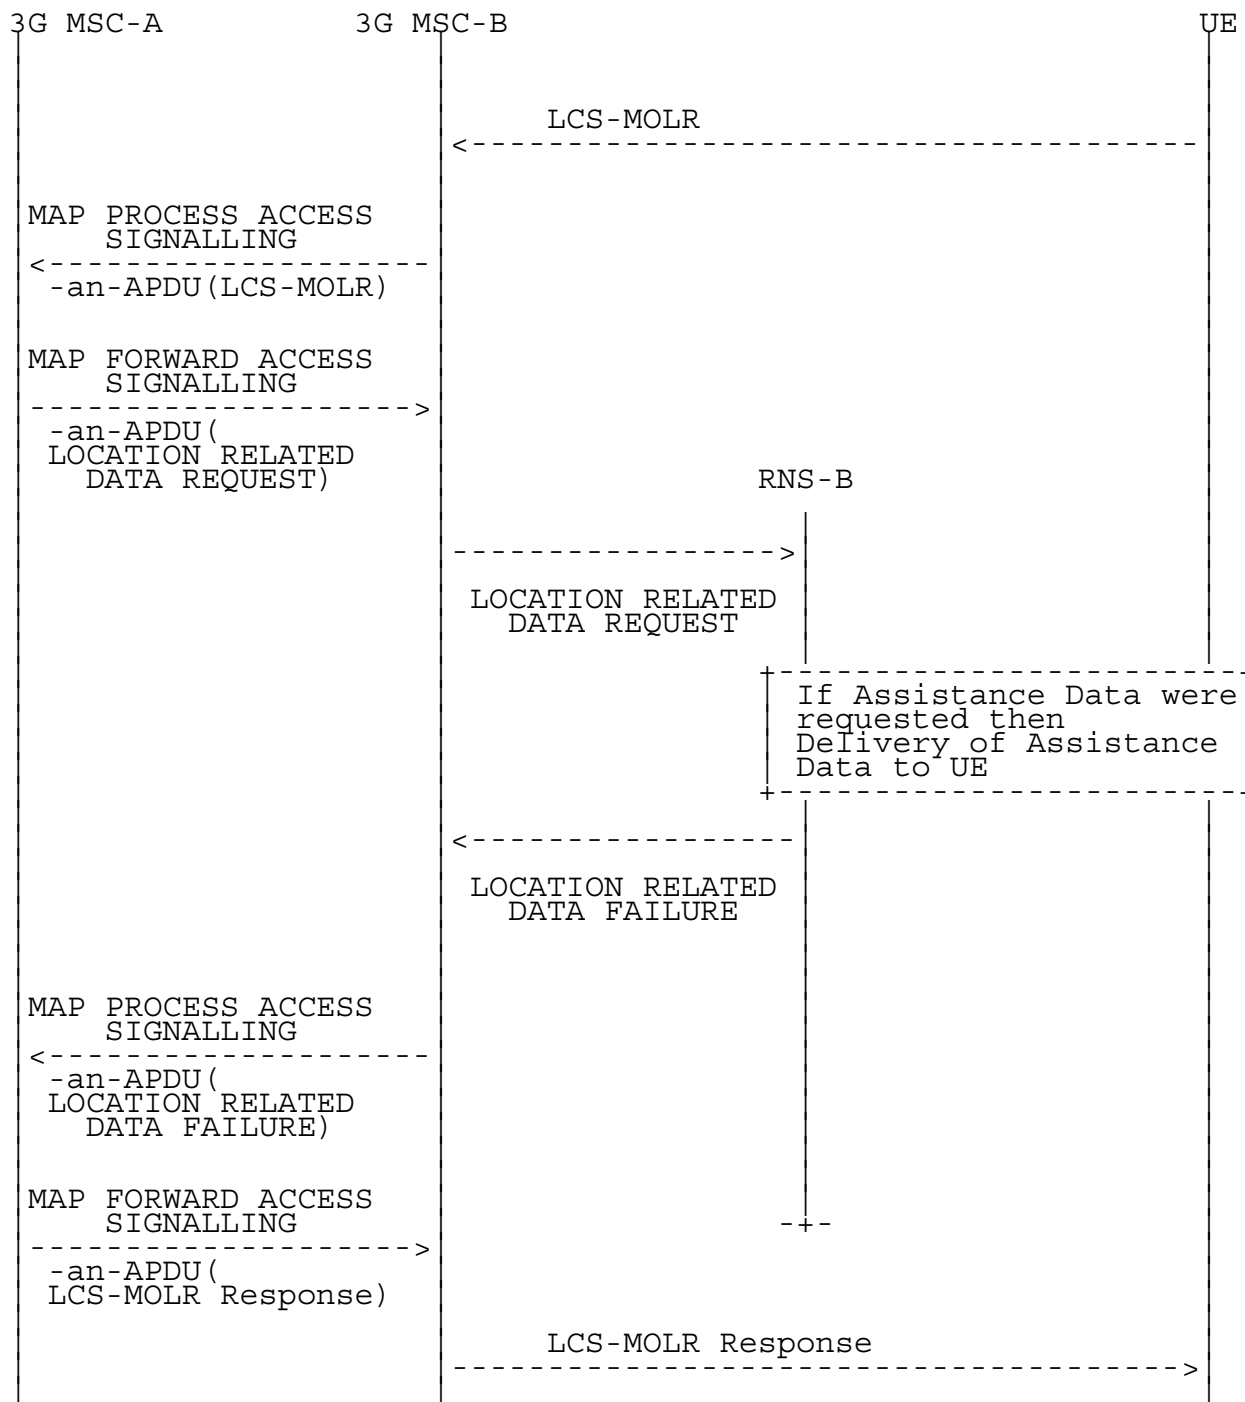 3G MSC-A 3G MSC-B UE
LCS-MOLR
MAP PROCESS ACCESS
SIGNALLING
-an-APDU(LCS-MOLR)
MAP FORWARD ACCESS
SIGNALLING
-an-APDU(
LOCATION RELATED
DATA REQUEST)
RNS-B
LOCATION RELATED
DATA REQUEST
If Assistance Data were
requested then
Delivery of Assistance
Data to UE
LOCATION RELATED
DATA FAILURE
MAP PROCESS ACCESS
SIGNALLING
-an-APDU(
LOCATION RELATED
DATA FAILURE)
MAP FORWARD ACCESS
SIGNALLING
-an-APDU(
LCS-MOLR Response)
LCS-MOLR Response